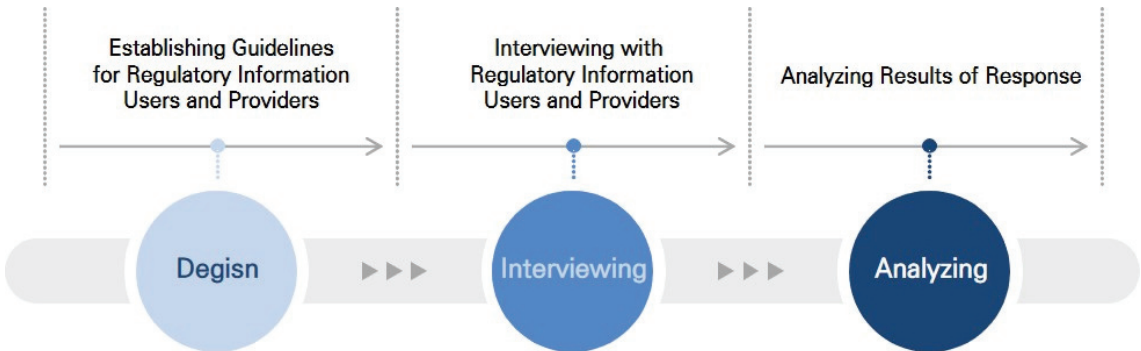 Establishing Guidelines
for Regulatory Information
Users and Providers
Interviewing with
Regulatory Information
Users and Providers
Analyzing Results of Response
Degisn
Interviewing
Analyzing